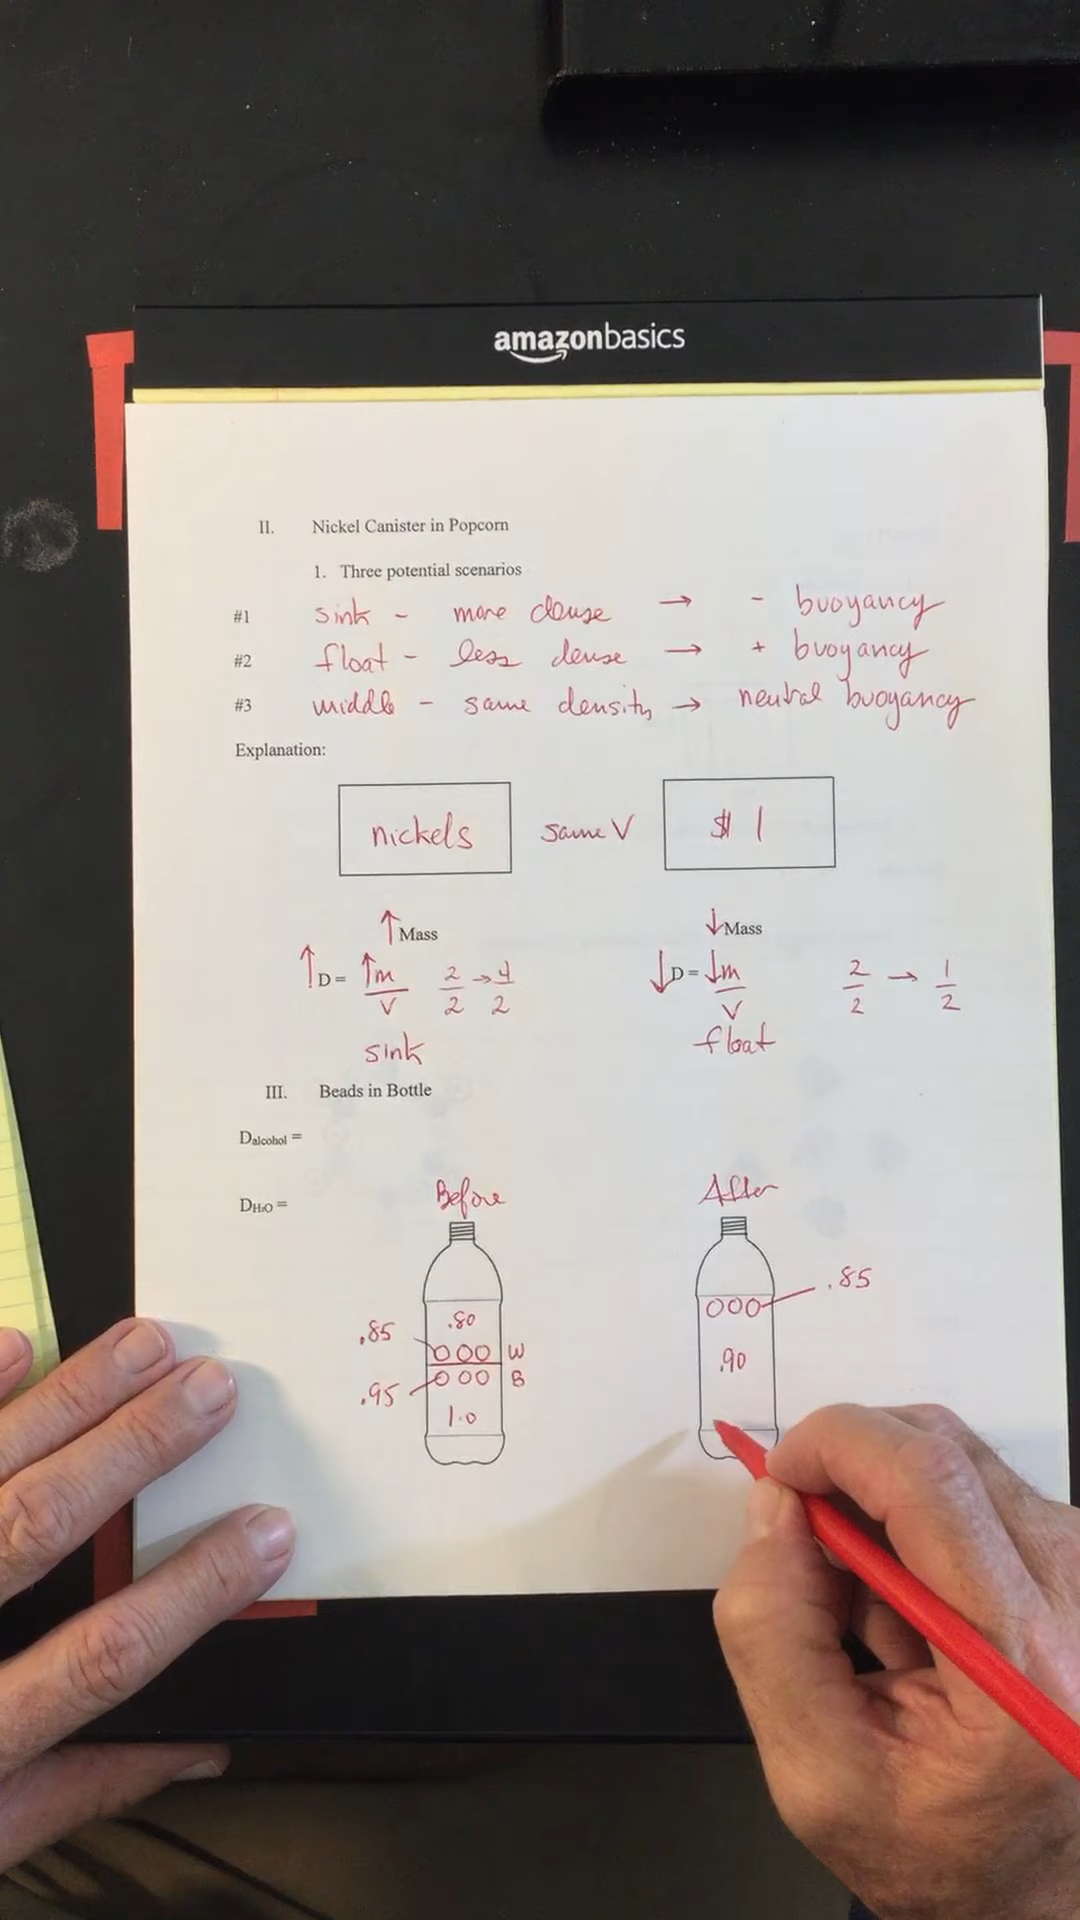 amazonbasics
II. Nickel Canister in Popcorn
1. Three potential scenarios
#1 sink - more dense → - buoyancy
#2 float - less dense → + buoyancy
#3 middle - same density → neutral buoyancy
Explanation:
nickels same V $ 1
↑ Mass ↓ Mass
↑ D = ↑m/V 2/2 → 4/2 ↓ D = ↓m/V 2/2 → 1/2
sink float
III. Beads in Bottle
Dalcohol =
DH₂O = Before After
.85 .80 000 W
.95 000 B
1.0
000 .85
.90